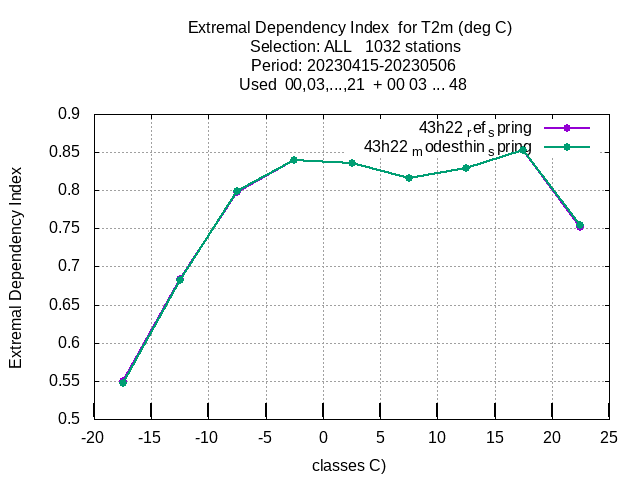 Extremal Dependency Index  for T2m (deg C)
Selection: ALL   1032 stations
Period: 20230415-20230506
Used  00,03,...,21  + 00 03 ... 48
43h22 ref spring
43h22 modesthin spring
0.9
0.85
0.8
0.75
0.7
0.65
0.6
0.55
0.5
Extremal Dependency Index
-20 -15 -10 -5 0 5 10 15 20 25
classes C)